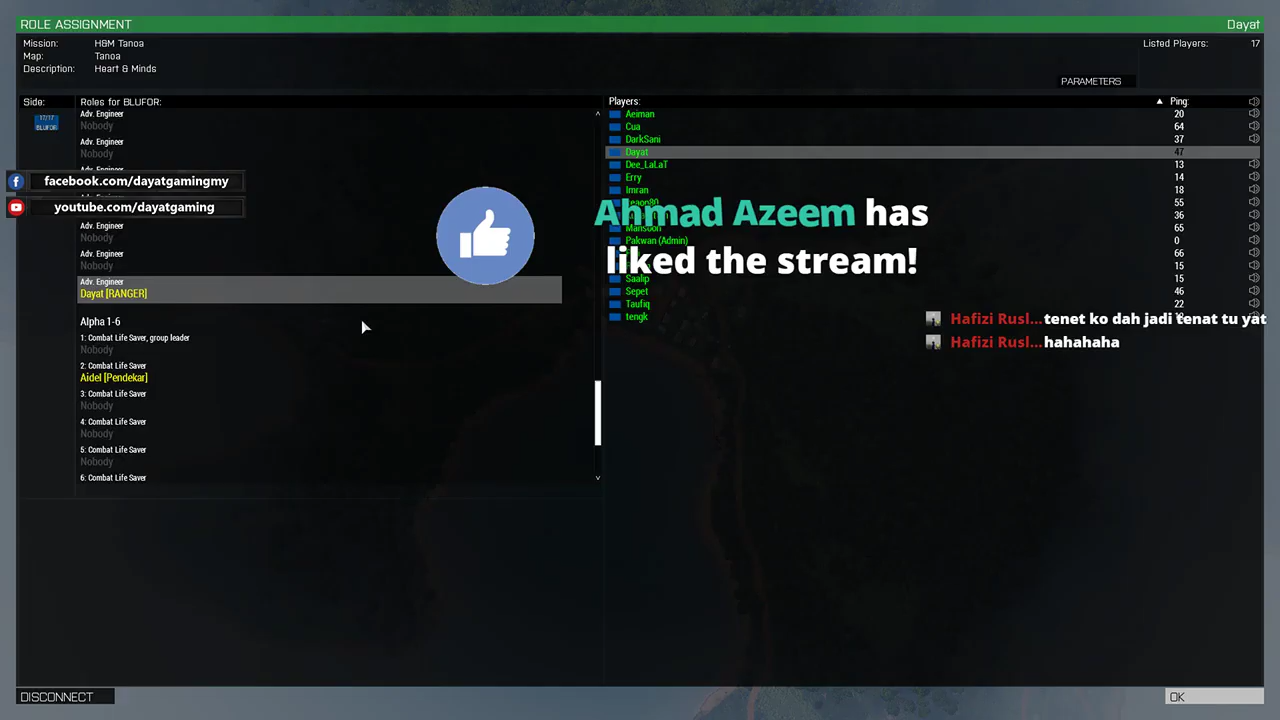 ROLE ASSIGNMENT
Dayat
Mission: H&M Tanoa
Map: Tanoa
Description: Heart & Minds
Listed Players: 17
PARAMETERS
Side:
17/17
BLUFOR
Roles for BLUFOR:
Adv. Engineer
Nobody
Adv. Engineer
Nobody
Adv. Engineer
facebook.com/dayatgamingmy
youtube.com/dayatgaming
Adv. Engineer
Nobody
Adv. Engineer
Nobody
Adv. Engineer
Dayat [RANGER]
Alpha 1-6
1: Combat Life Saver, group leader
Nobody
2: Combat Life Saver
Aidel [Pendekar]
3: Combat Life Saver
Nobody
4: Combat Life Saver
Nobody
5: Combat Life Saver
Nobody
6: Combat Life Saver
Players: Ping:
Aeiman 20
Cua 64
DarkSani 37
Dayat 47
Dee_LaLaT 13
Erry 14
Imran 18
55
36
Mansoon 65
Pakwan (Admin) 0
66
15
Saalip 15
Sepet 46
Taufiq 22
tengk
Ahmad Azeem has
liked the stream!
Hafizi Rusl... tenet ko dah jadi tenat tu yat
Hafizi Rusl... hahahaha
DISCONNECT
OK